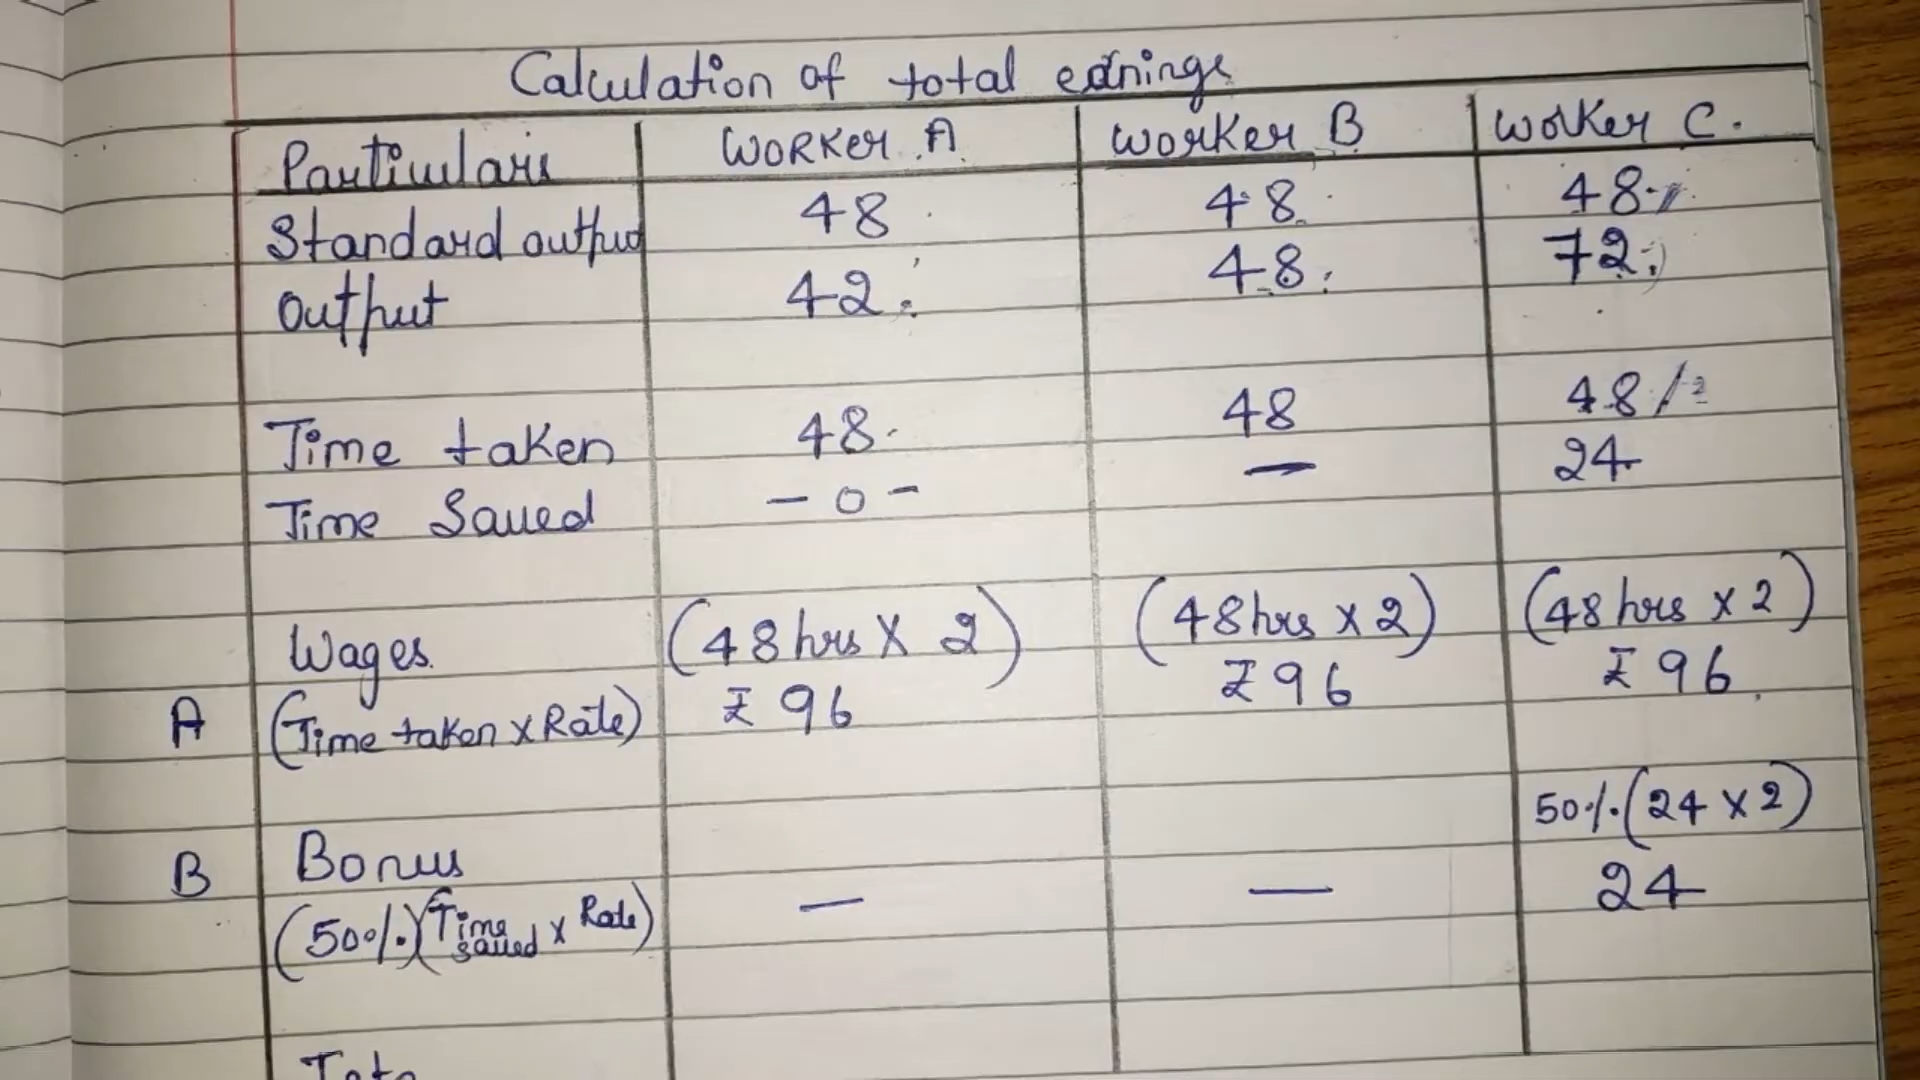 Calculation of total earnings
Particulars WORKER A. Worker B Worker C.
Standard output 48 48 48
Output 42 48 72
Time taken 48 48 48
Time Saved - 0 - — 24
Wages (48 hrs X 2) (48 hrs X 2) (48 hrs X 2)
A (Time taken X Rate) ₹ 96 ₹ 96 ₹ 96
50%(24 X 2)
B Bonus — — 24
(50%)(Time saved X Rate)